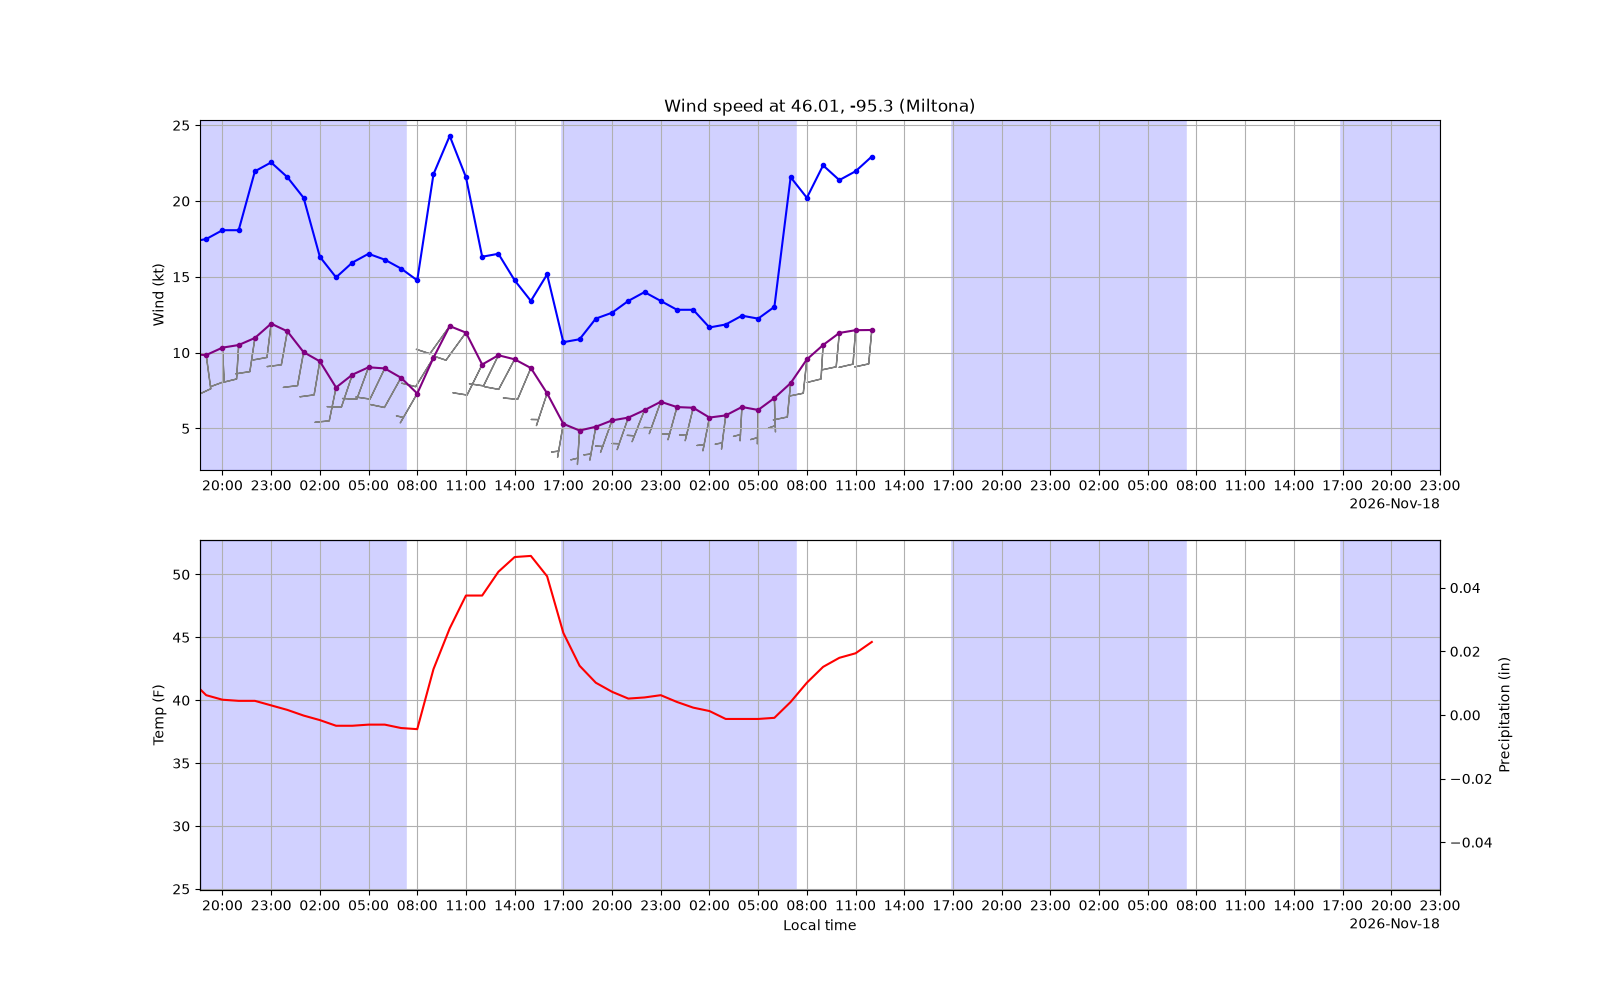 Wind speed at 46.01, -95.3 (Miltona)
Wind (kt)
25
20
15
10
5
20:00 23:00 02:00 05:00 08:00 11:00 14:00 17:00 20:00 23:00 02:00 05:00 08:00 11:00 14:00 17:00 20:00 23:00 02:00 05:00 08:00 11:00 14:00 17:00 20:00 23:00
2026-Nov-18
Temp (F)
50
45
40
35
30
25
0.04
0.02
0.00
−0.02
−0.04
Precipitation (in)
20:00 23:00 02:00 05:00 08:00 11:00 14:00 17:00 20:00 23:00 02:00 05:00 08:00 11:00 14:00 17:00 20:00 23:00 02:00 05:00 08:00 11:00 14:00 17:00 20:00 23:00
Local time
2026-Nov-18